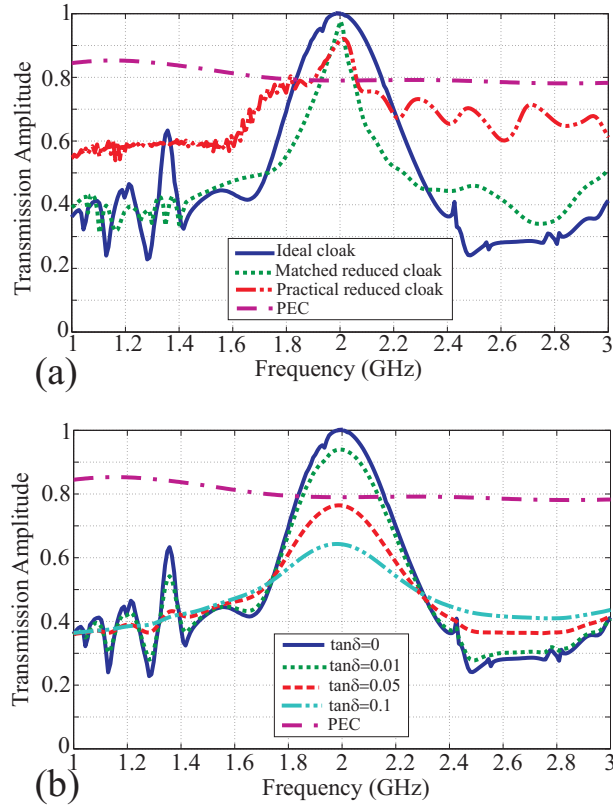 1
0.8
0.6
0.4
0.2
0
Transmission Amplitude
Ideal cloak
Matched reduced cloak
Practical reduced cloak
PEC
1 1.2 1.4 1.6 1.8 2 2.2 2.4 2.6 2.8 3
Frequency (GHz)
(a)
1
0.8
0.6
0.4
0.2
0
Transmission Amplitude
tanδ=0
tanδ=0.01
tanδ=0.05
tanδ=0.1
PEC
1 1.2 1.4 1.6 1.8 2 2.2 2.4 2.6 2.8 3
Frequency (GHz)
(b)